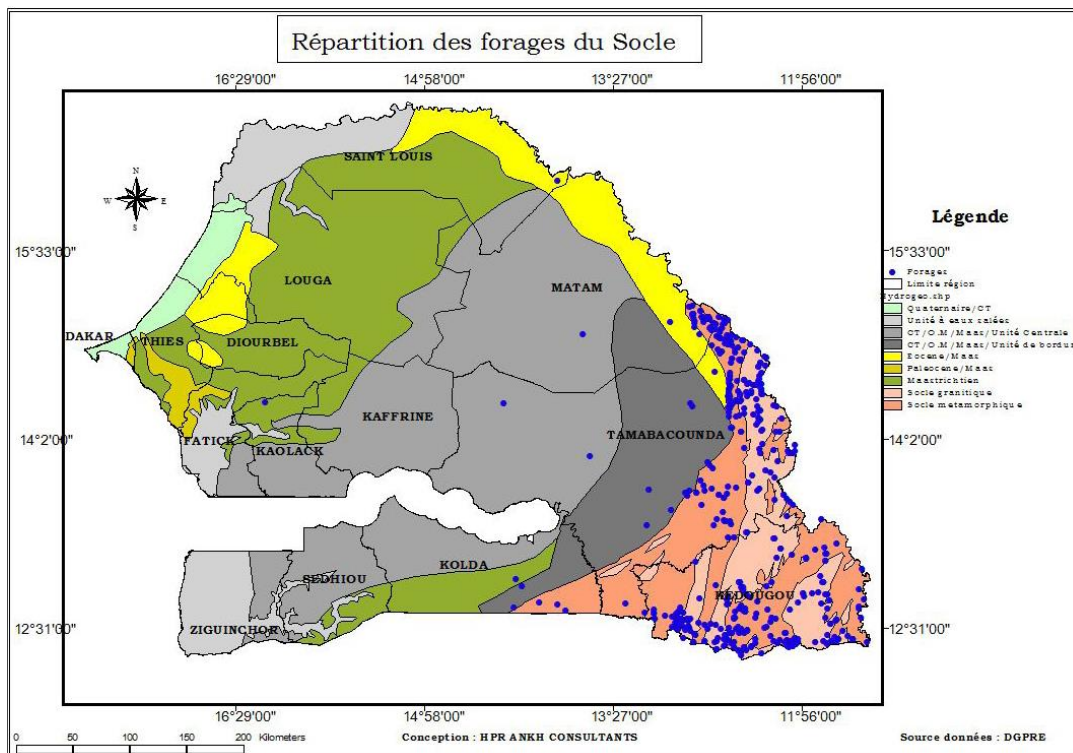 Répartition des forages du Socle
16°29'00" 14°58'00" 13°27'00" 11°56'00"
N
W E
S
SAINT LOUIS
15°33'00" 15°33'00"
LOUGA
MATAM
DAKAR
THIES
DIOURBEL
KAFFRINE
TAMABACOUNDA
14°2'00" 14°2'00"
FATICK
KAOLACK
KOLDA
SEDHIOU
KEDOUGOU
ZIGUINCHOR
12°31'00" 12°31'00"
16°29'00" 14°58'00" 13°27'00" 11°56'00"
Légende
Forages
Limite région
Hydrogeo.shp
Quaternaire/CT
Unité à eaux salées
CT/O.M/Maas/Unité Centrale
CT/O.M/Maas/Unité de bordur
Eocene/Maas
Paleocene/Maas
Maastrichtien
Socle granitique
Socle metamorphique
0 50 100 150 200 Kilometers
Conception : HPR ANKH CONSULTANTS
Source données : DGPRE